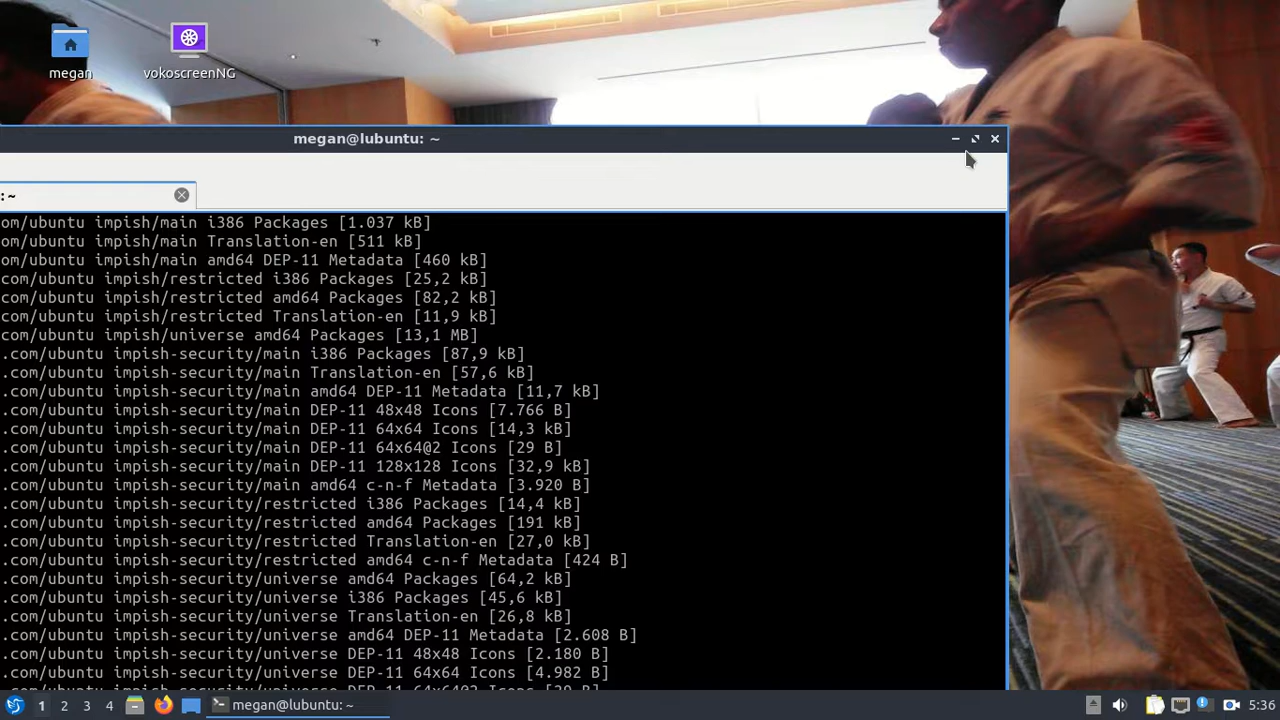 megan
vokoscreenNG
megan@lubuntu: ~
: ~
om/ubuntu impish/main i386 Packages [1.037 kB]
om/ubuntu impish/main Translation-en [511 kB]
om/ubuntu impish/main amd64 DEP-11 Metadata [460 kB]
com/ubuntu impish/restricted i386 Packages [25,2 kB]
com/ubuntu impish/restricted amd64 Packages [82,2 kB]
com/ubuntu impish/restricted Translation-en [11,9 kB]
com/ubuntu impish/universe amd64 Packages [13,1 MB]
.com/ubuntu impish-security/main i386 Packages [87,9 kB]
.com/ubuntu impish-security/main Translation-en [57,6 kB]
.com/ubuntu impish-security/main amd64 DEP-11 Metadata [11,7 kB]
.com/ubuntu impish-security/main DEP-11 48x48 Icons [7.766 B]
.com/ubuntu impish-security/main DEP-11 64x64 Icons [14,3 kB]
.com/ubuntu impish-security/main DEP-11 64x64@2 Icons [29 B]
.com/ubuntu impish-security/main DEP-11 128x128 Icons [32,9 kB]
.com/ubuntu impish-security/main amd64 c-n-f Metadata [3.920 B]
.com/ubuntu impish-security/restricted i386 Packages [14,4 kB]
.com/ubuntu impish-security/restricted amd64 Packages [191 kB]
.com/ubuntu impish-security/restricted Translation-en [27,0 kB]
.com/ubuntu impish-security/restricted amd64 c-n-f Metadata [424 B]
.com/ubuntu impish-security/universe amd64 Packages [64,2 kB]
.com/ubuntu impish-security/universe i386 Packages [45,6 kB]
.com/ubuntu impish-security/universe Translation-en [26,8 kB]
.com/ubuntu impish-security/universe amd64 DEP-11 Metadata [2.608 B]
.com/ubuntu impish-security/universe DEP-11 48x48 Icons [2.180 B]
.com/ubuntu impish-security/universe DEP-11 64x64 Icons [4.982 B]
.com/ubuntu impish-security/universe DEP-11 64x64@2 Icons [29 B]
1 2 3 4 megan@lubuntu: ~ 5:36